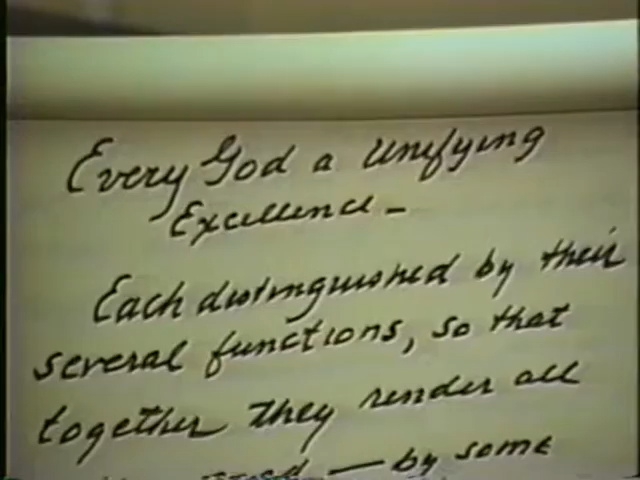 Every God a Unifying
Excellence –
Each distinguished by their
several functions, so that
together they render all
— by some